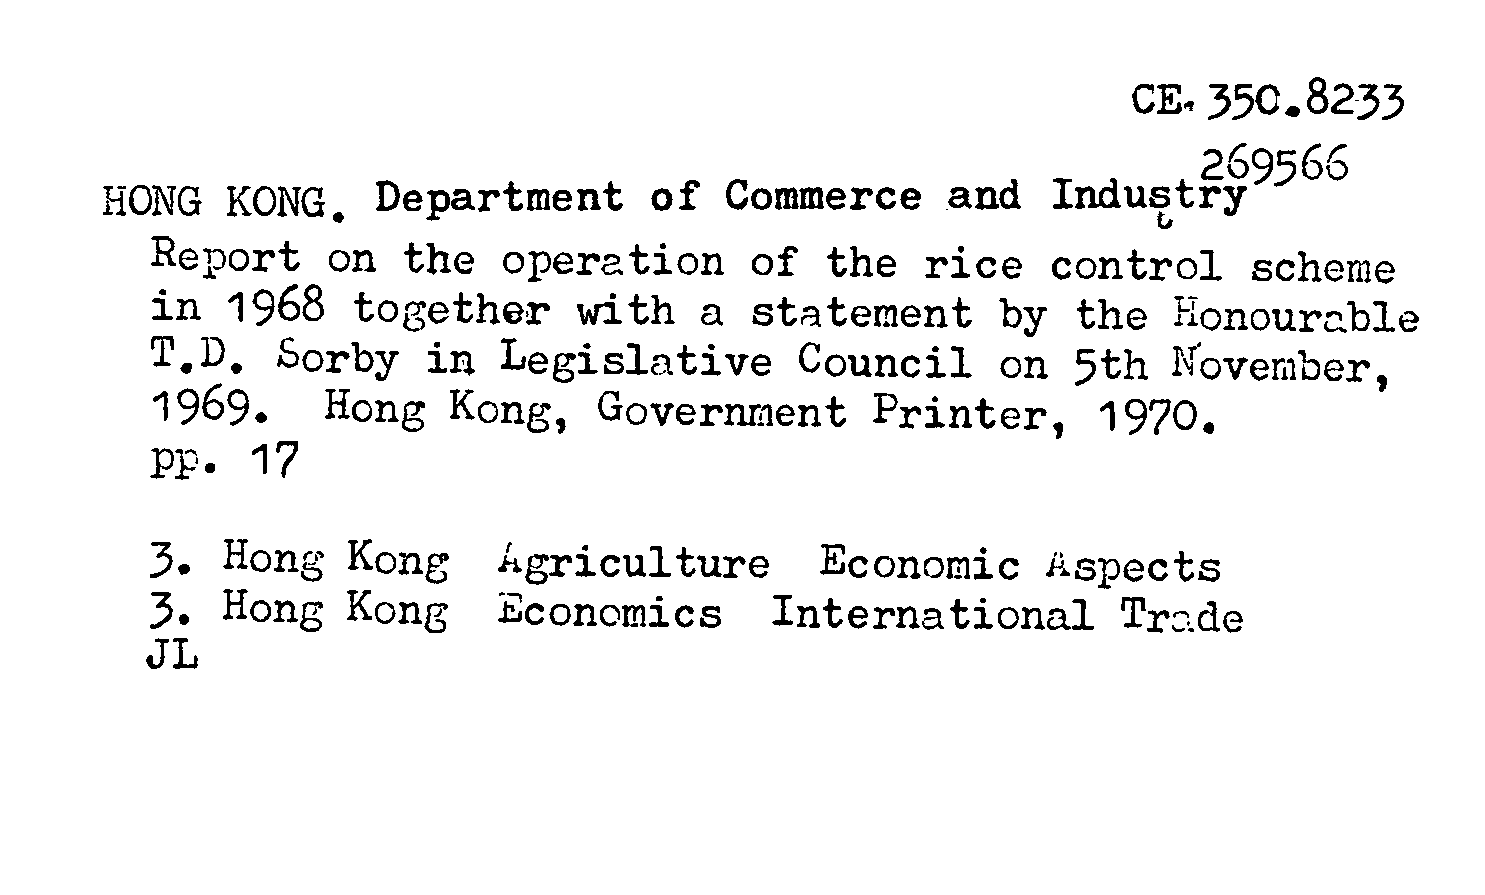 CE. 350.8233
269566
HONG KONG. Department of Commerce and Industry
Report on the operation of the rice control scheme
in 1968 together with a statement by the Honourable
T.D. Sorby in Legislative Council on 5th November,
1969. Hong Kong, Government Printer, 1970.
pp. 17
3. Hong Kong Agriculture Economic Aspects
3. Hong Kong Economics International Trade
JL